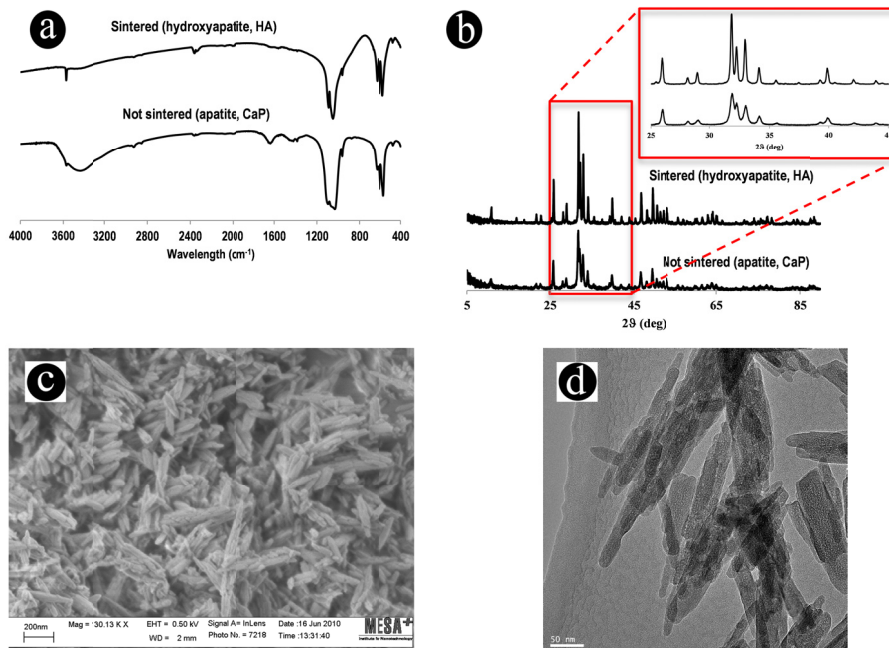 a
Sintered (hydroxyapatite, HA)
Not sintered (apatite, CaP)
4000 3600 3200 2800 2400 2000 1600 1200 800 400
Wavelength (cm-1)
b
25 30 35 40
2ϑ (deg)
Sintered (hydroxyapatite, HA)
Not sintered (apatite, CaP)
5 25 45 65 85
2ϑ (deg)
c
200nm
Mag = 30.13 K X
EHT = 0.50 kV
WD = 2 mm
Signal A= InLens
Photo No. = 7218
Date :16 Jun 2010
Time :13:31:40
MESA+
Institute for Nanotechnology
d
50 nm